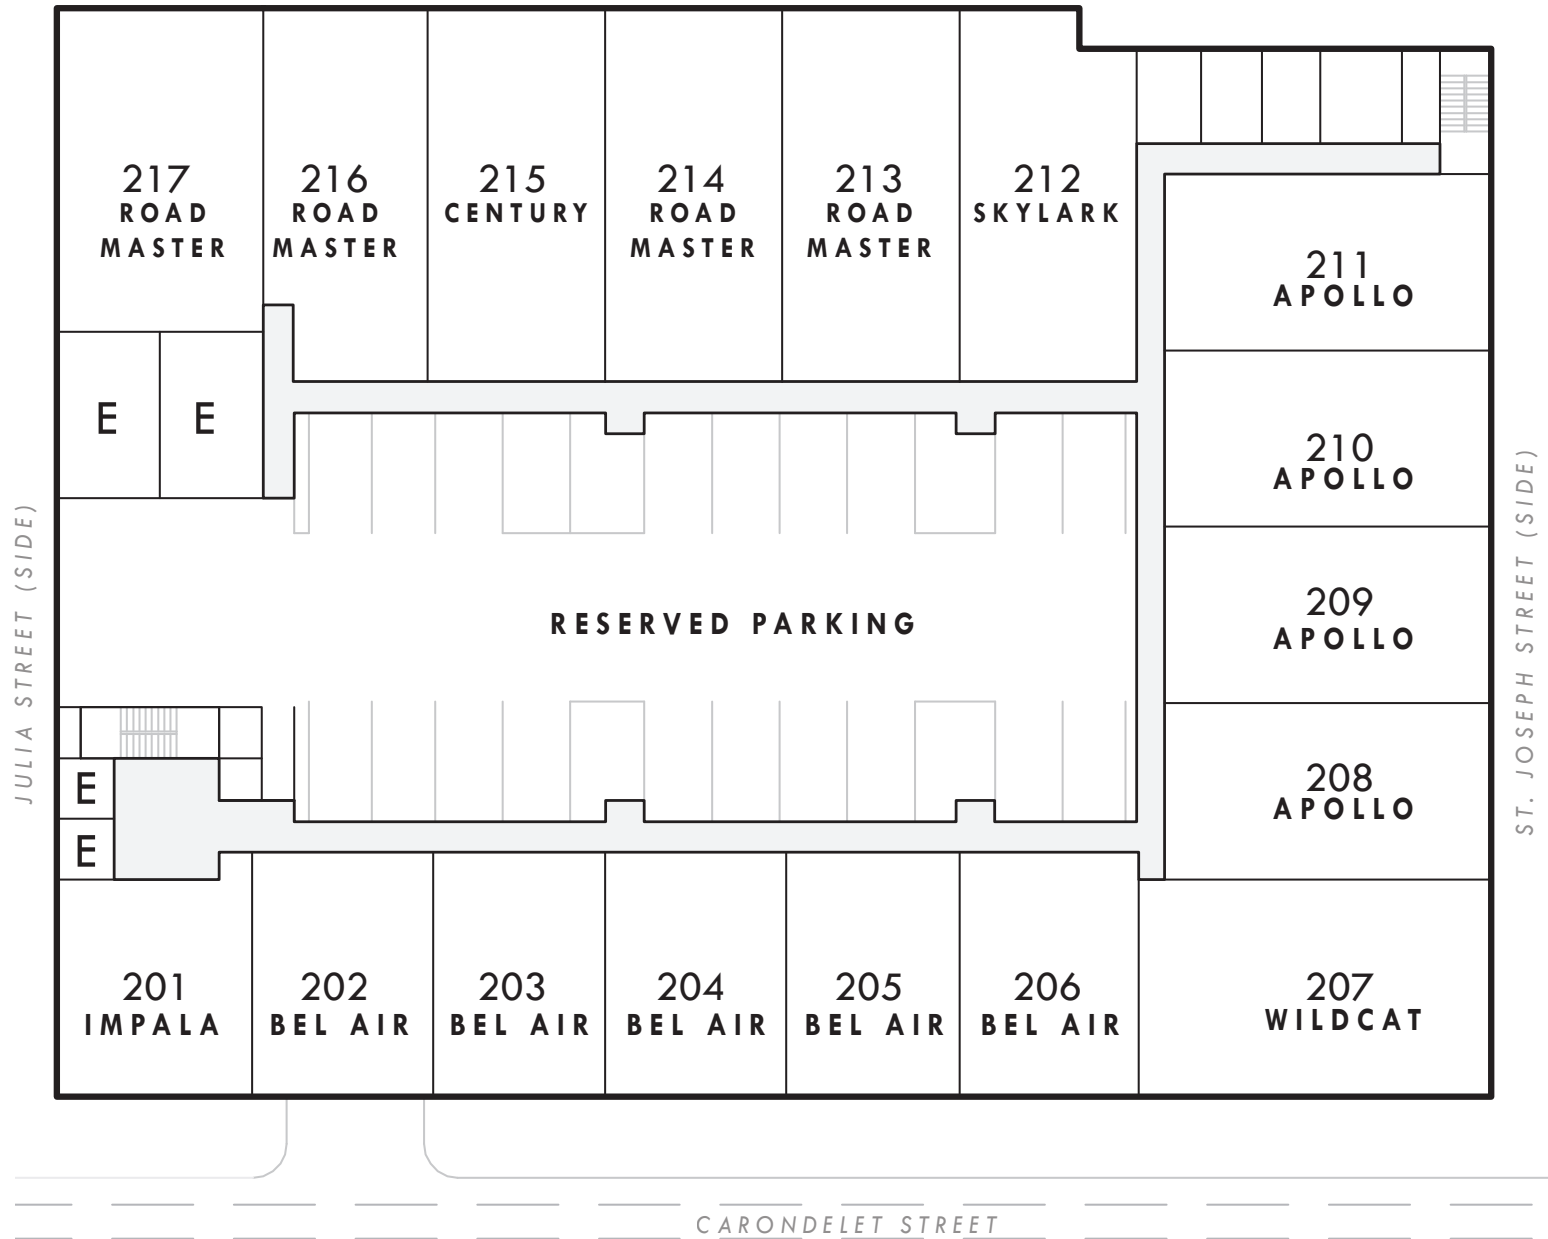 217
ROAD
MASTER
216
ROAD
MASTER
215
CENTURY
214
ROAD
MASTER
213
ROAD
MASTER
212
SKYLARK
211
APOLLO
E
E
210
APOLLO
JULIA STREET (SIDE)
RESERVED PARKING
209
APOLLO
ST. JOSEPH STREET (SIDE)
208
APOLLO
E
E
201
IMPALA
202
BEL AIR
203
BEL AIR
204
BEL AIR
205
BEL AIR
206
BEL AIR
207
WILDCAT
CARONDELET STREET